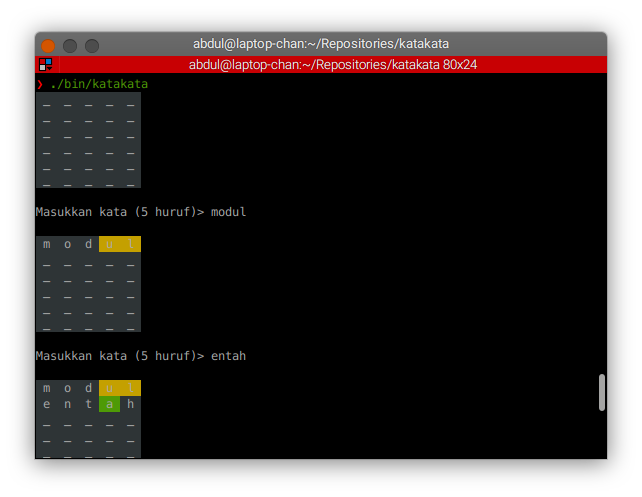 abdul@laptop-chan:~/Repositories/katakata
abdul@laptop-chan:~/Repositories/katakata 80x24
❯ ./bin/katakata
_ _ _ _ _
_ _ _ _ _
_ _ _ _ _
_ _ _ _ _
_ _ _ _ _
_ _ _ _ _
Masukkan kata (5 huruf)> modul
m o d u l
_ _ _ _ _
_ _ _ _ _
_ _ _ _ _
_ _ _ _ _
_ _ _ _ _
Masukkan kata (5 huruf)> entah
m o d u l
e n t a h
_ _ _ _ _
_ _ _ _ _
_ _ _ _ _